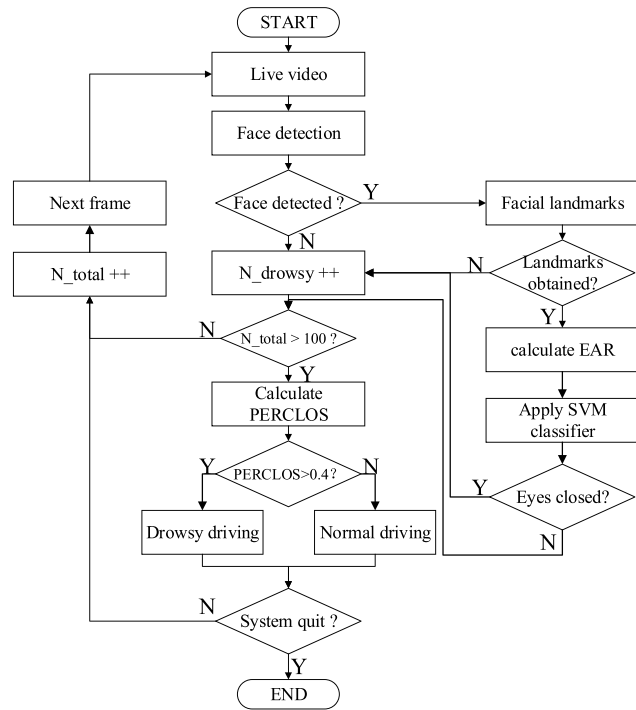 START
Live video
Face detection
Face detected ?
Y
N
Next frame
Facial landmarks
N_total ++
N_drowsy ++
N
Landmarks
obtained?
Y
N_total > 100 ?
N
Y
calculate EAR
Calculate
PERCLOS
Apply SVM
classifier
PERCLOS>0.4?
Y
N
Eyes closed?
Y
N
Drowsy driving
Normal driving
System quit ?
N
Y
END